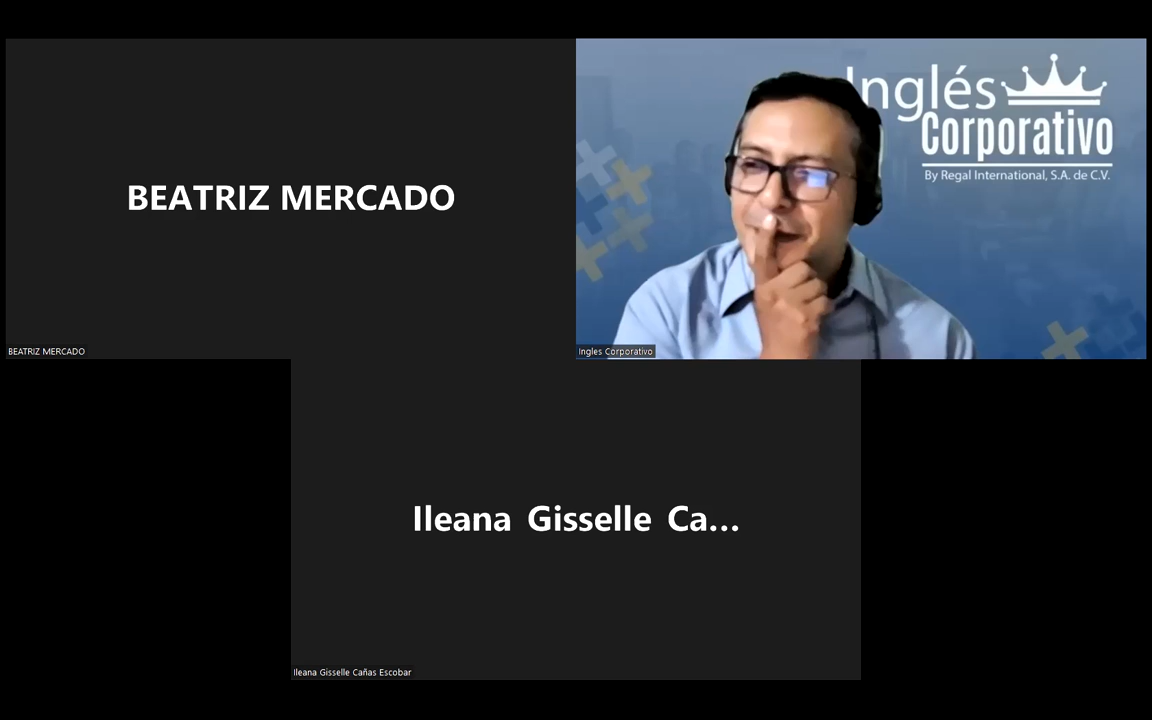 BEATRIZ MERCADO
BEATRIZ MERCADO
Inglés
Corporativo
By Regal International, S.A. de C.V.
Ingles Corporativo
Ileana Gisselle Ca...
Ileana Gisselle Cañas Escobar